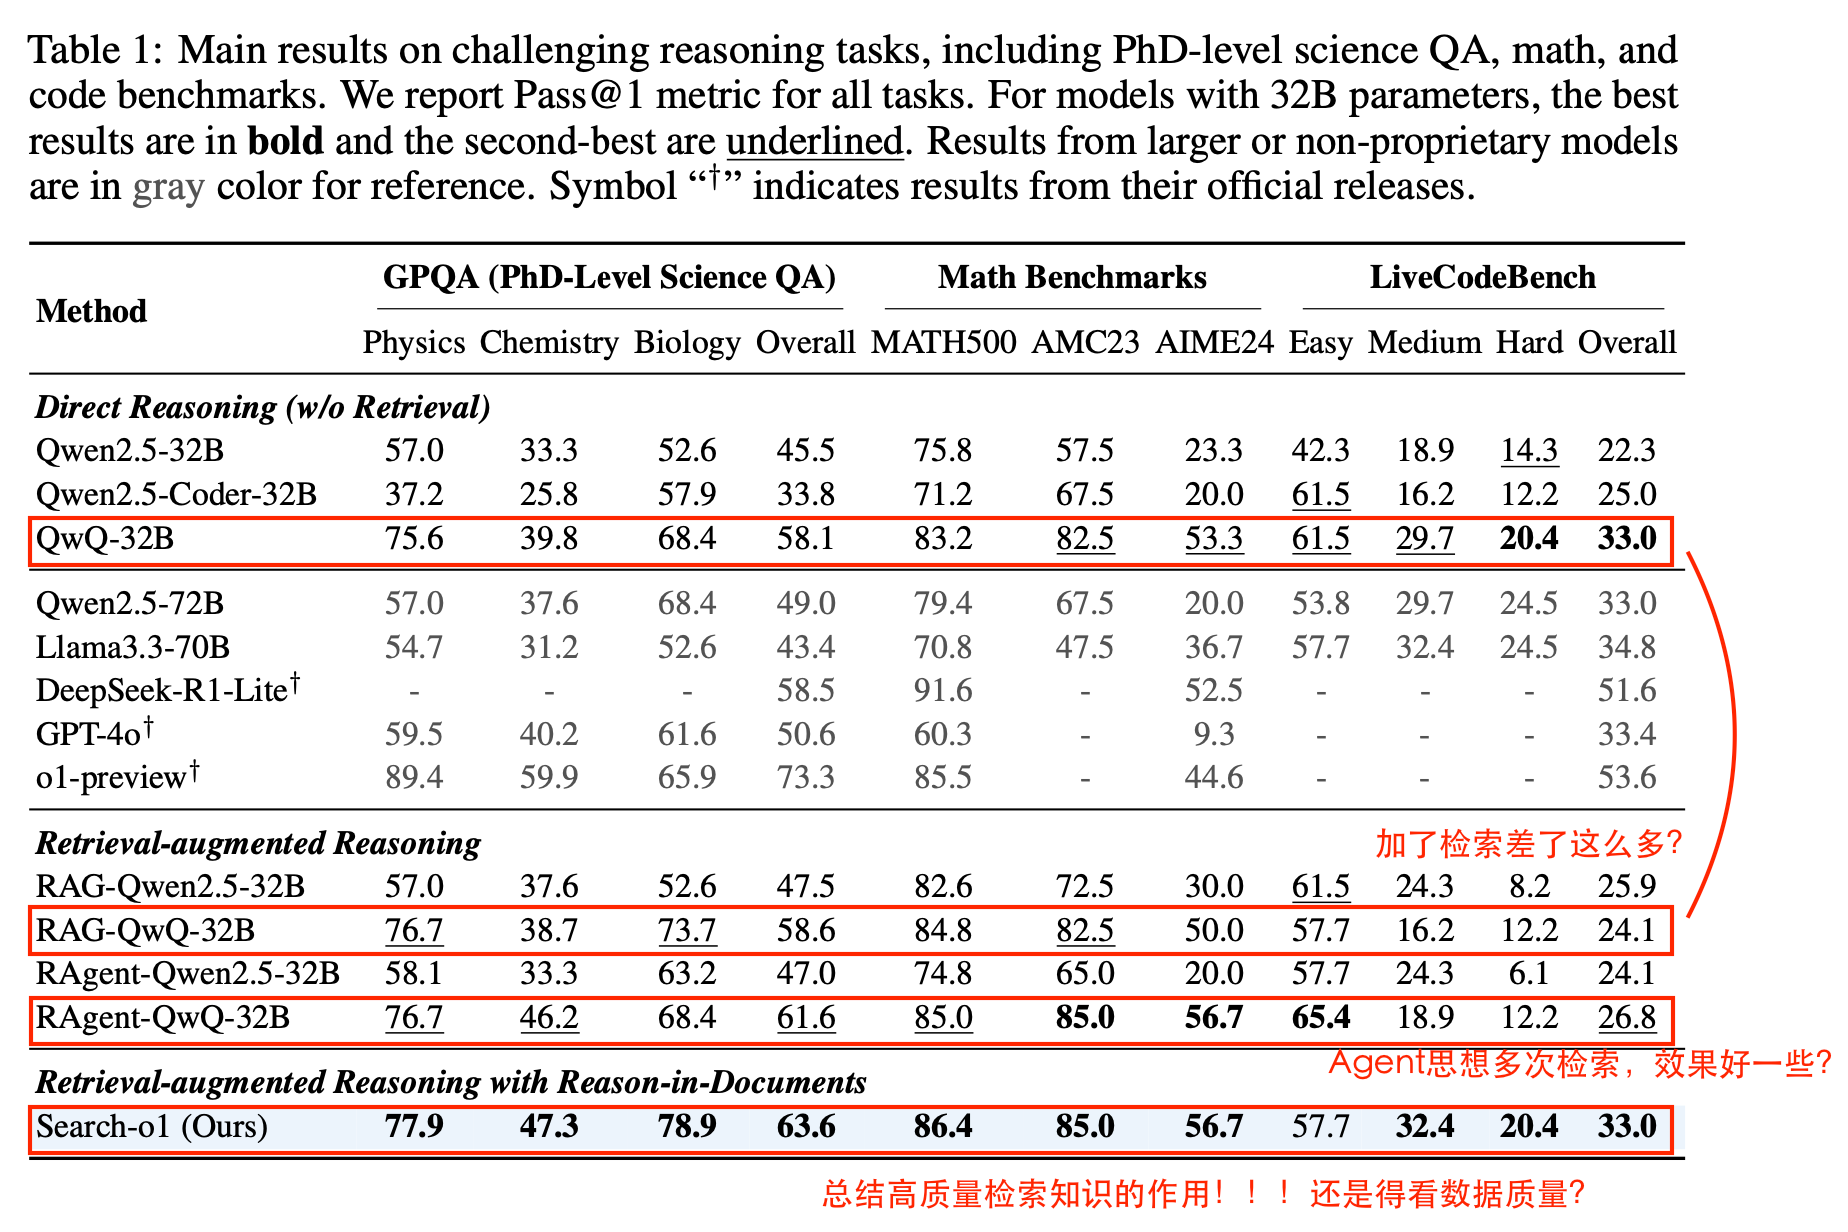 Table 1: Main results on challenging reasoning tasks, including PhD-level science QA, math, and
code benchmarks. We report Pass@1 metric for all tasks. For models with 32B parameters, the best
results are in bold and the second-best are underlined. Results from larger or non-proprietary models
are in gray color for reference. Symbol “†” indicates results from their official releases.
Method GPQA (PhD-Level Science QA) Math Benchmarks LiveCodeBench
Physics Chemistry Biology Overall MATH500 AMC23 AIME24 Easy Medium Hard Overall
Direct Reasoning (w/o Retrieval)
Qwen2.5-32B 57.0 33.3 52.6 45.5 75.8 57.5 23.3 42.3 18.9 14.3 22.3
Qwen2.5-Coder-32B 37.2 25.8 57.9 33.8 71.2 67.5 20.0 61.5 16.2 12.2 25.0
QwQ-32B 75.6 39.8 68.4 58.1 83.2 82.5 53.3 61.5 29.7 20.4 33.0
Qwen2.5-72B 57.0 37.6 68.4 49.0 79.4 67.5 20.0 53.8 29.7 24.5 33.0
Llama3.3-70B 54.7 31.2 52.6 43.4 70.8 47.5 36.7 57.7 32.4 24.5 34.8
DeepSeek-R1-Lite† - - - 58.5 91.6 - 52.5 - - - 51.6
GPT-4o† 59.5 40.2 61.6 50.6 60.3 - 9.3 - - - 33.4
o1-preview† 89.4 59.9 65.9 73.3 85.5 - 44.6 - - - 53.6
Retrieval-augmented Reasoning
加了检索差了这么多?
RAG-Qwen2.5-32B 57.0 37.6 52.6 47.5 82.6 72.5 30.0 61.5 24.3 8.2 25.9
RAG-QwQ-32B 76.7 38.7 73.7 58.6 84.8 82.5 50.0 57.7 16.2 12.2 24.1
RAgent-Qwen2.5-32B 58.1 33.3 63.2 47.0 74.8 65.0 20.0 57.7 24.3 6.1 24.1
RAgent-QwQ-32B 76.7 46.2 68.4 61.6 85.0 85.0 56.7 65.4 18.9 12.2 26.8
Agent思想多次检索，效果好一些?
Retrieval-augmented Reasoning with Reason-in-Documents
Search-o1 (Ours) 77.9 47.3 78.9 63.6 86.4 85.0 56.7 57.7 32.4 20.4 33.0
总结高质量检索知识的作用！！！还是得看数据质量?